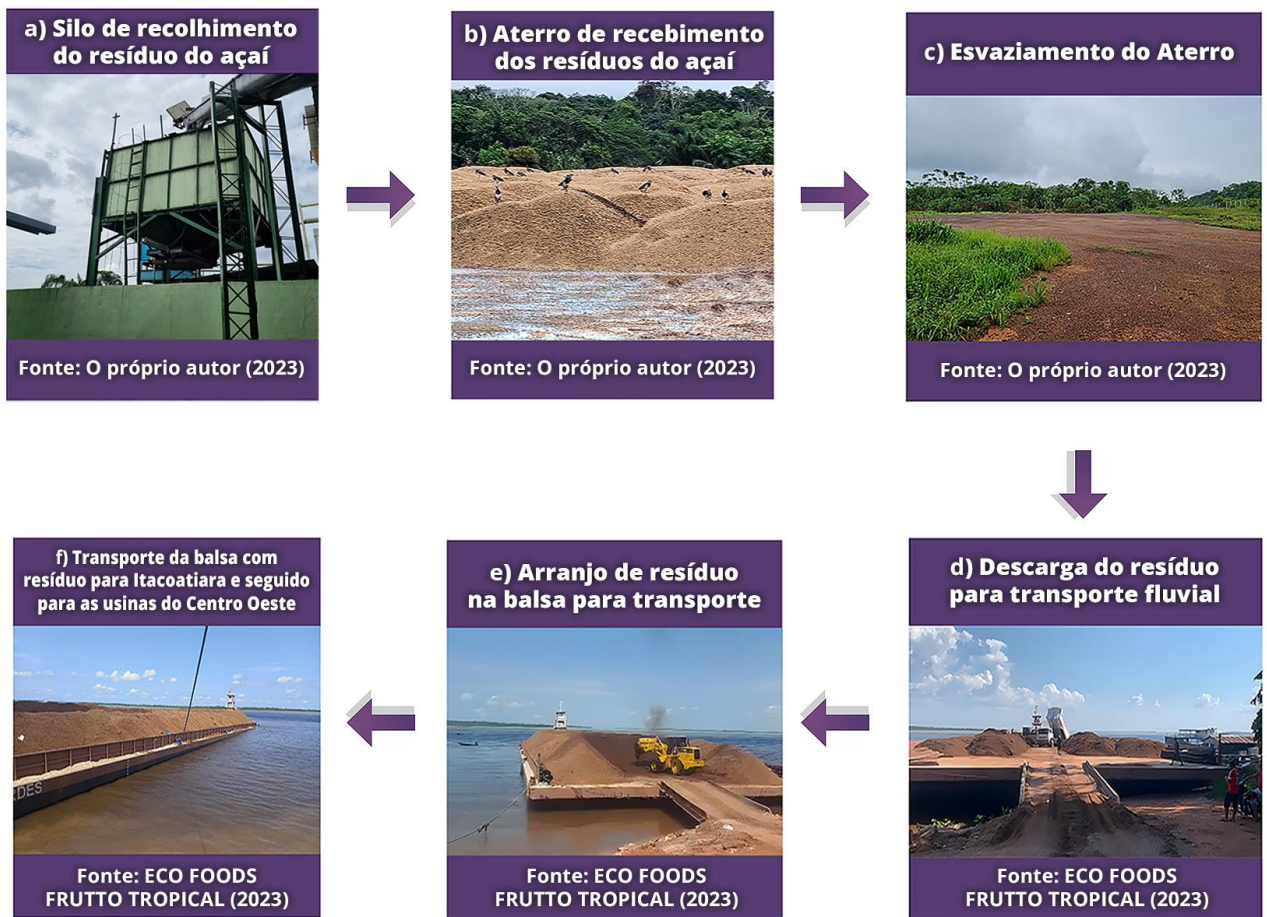 a) Silo de recolhimento
do resíduo do açaí
Fonte: O próprio autor (2023)
b) Aterro de recebimento
dos resíduos do açaí
Fonte: O próprio autor (2023)
c) Esvaziamento do Aterro
Fonte: O próprio autor (2023)
d) Descarga do resíduo
para transporte fluvial
Fonte: ECO FOODS
FRUTTO TROPICAL (2023)
e) Arranjo de resíduo
na balsa para transporte
Fonte: ECO FOODS
FRUTTO TROPICAL (2023)
f) Transporte da balsa com
resíduo para Itacoatiara e seguido
para as usinas do Centro Oeste
DES
Fonte: ECO FOODS
FRUTTO TROPICAL (2023)